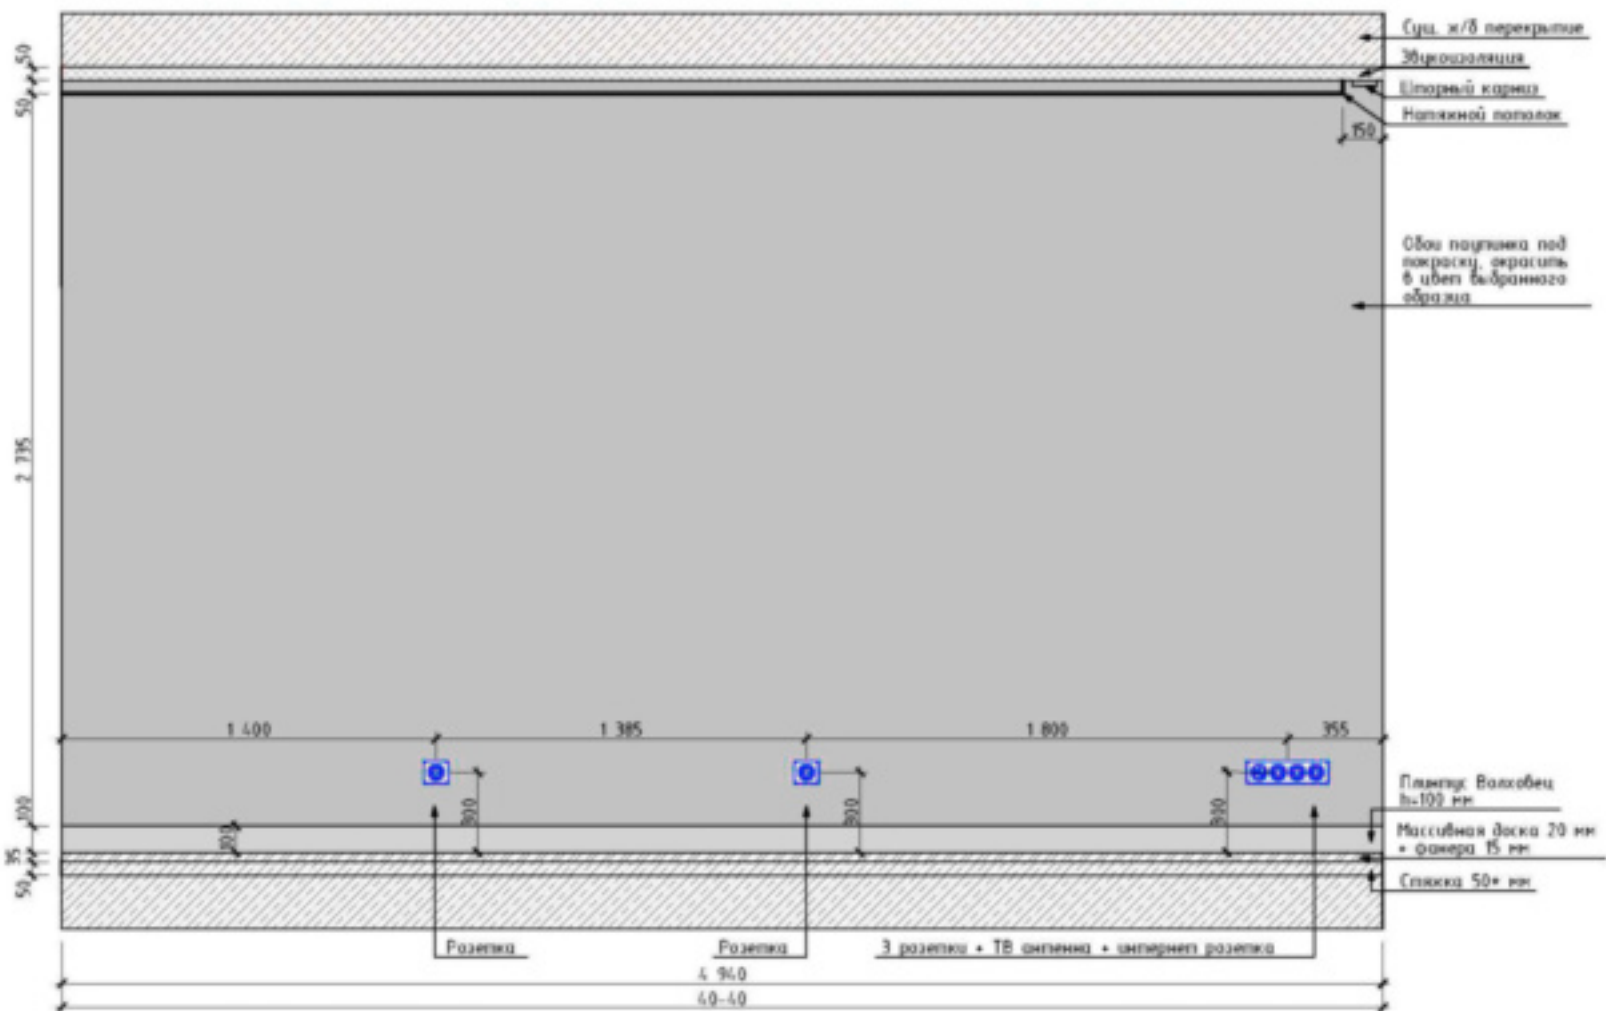 Сущ. ж/б перекрытие
Звукоизоляция
Шторный карниз
Натяжной потолок
50
50
150
Обои паутинка под
покраску, окрасить
в цвет выбранного
образца
2 735
1 400
1 385
1 800
355
300
300
300
100
100
35
50
Плинтус Волховец
h=100 мм
Массивная доска 20 мм
+ фанера 15 мм
Стяжка 50* мм
Розетка
Розетка
3 розетки + ТВ антенна + интернет розетка
4 940
40-40